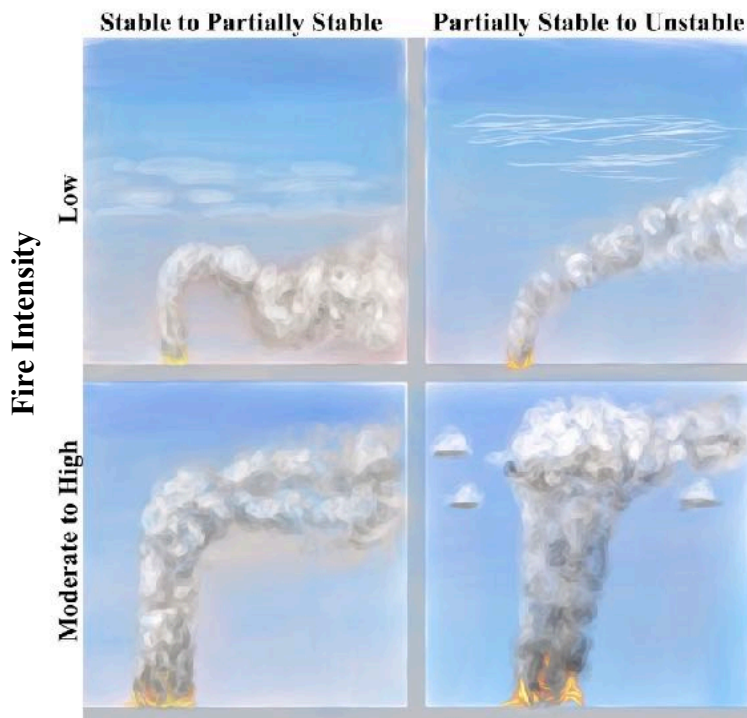 Stable to Partially Stable
Partially Stable to Unstable
Fire Intensity
Low
Moderate to High